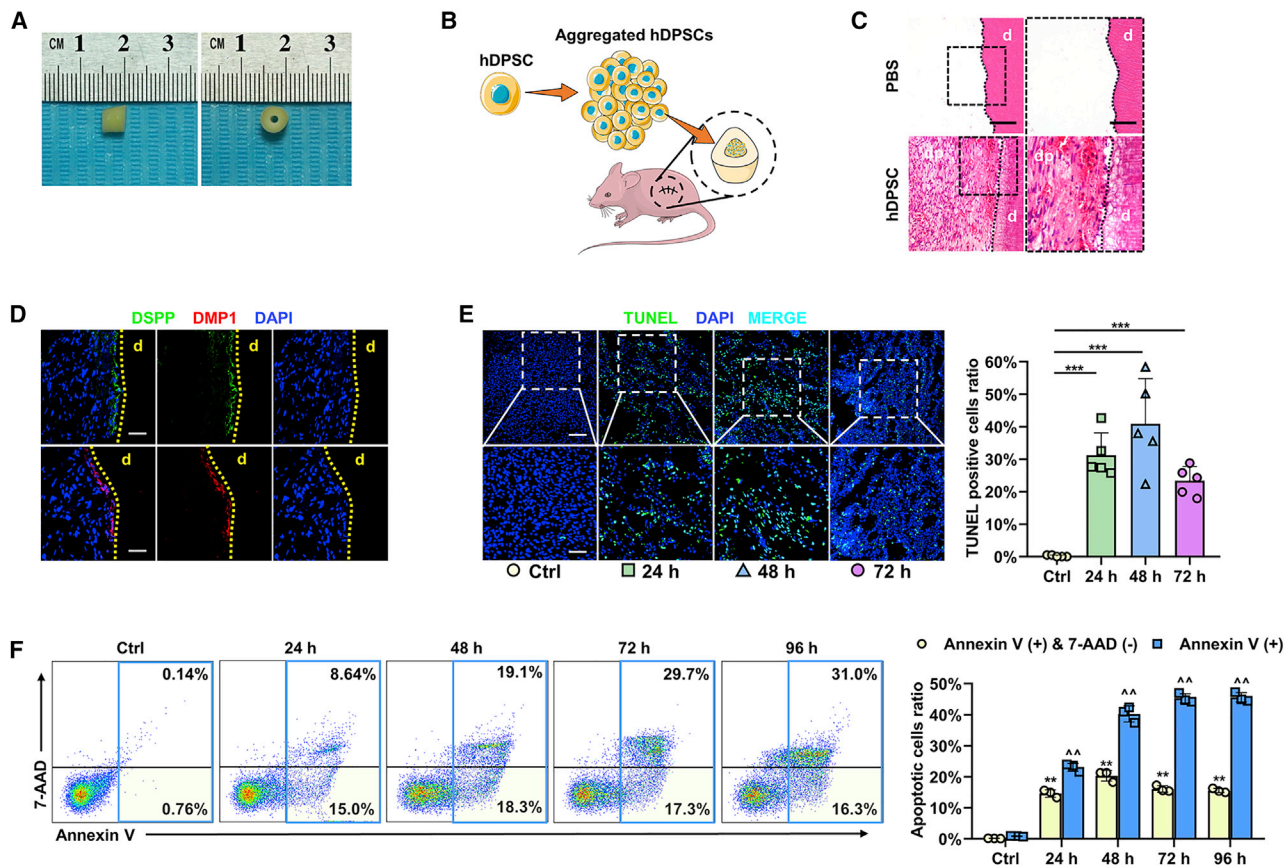 A
CM 1 2 3
CM 1 2 3
B
hDPSC
Aggregated hDPSCs
C
PBS
d
hDPSC
dp
d
dp
d
D
DSPP DMP1 DAPI
d
d
d
d
d
d
E
TUNEL DAPI MERGE
Ctrl 24 h 48 h 72 h
TUNEL positive cells ratio
60%
50%
40%
30%
20%
10%
0%
***
***
***
Ctrl 24 h 48 h 72 h
F
Ctrl 24 h 48 h 72 h 96 h
0.14% 8.64% 19.1% 29.7% 31.0%
0.76% 15.0% 18.3% 17.3% 16.3%
7-AAD
Annexin V
Annexin V (+) & 7-AAD (-) Annexin V (+)
Apoptotic cells ratio
50%
40%
30%
20%
10%
0%
** ^^ ** ^^ ** ^^ ** ^^
Ctrl 24 h 48 h 72 h 96 h